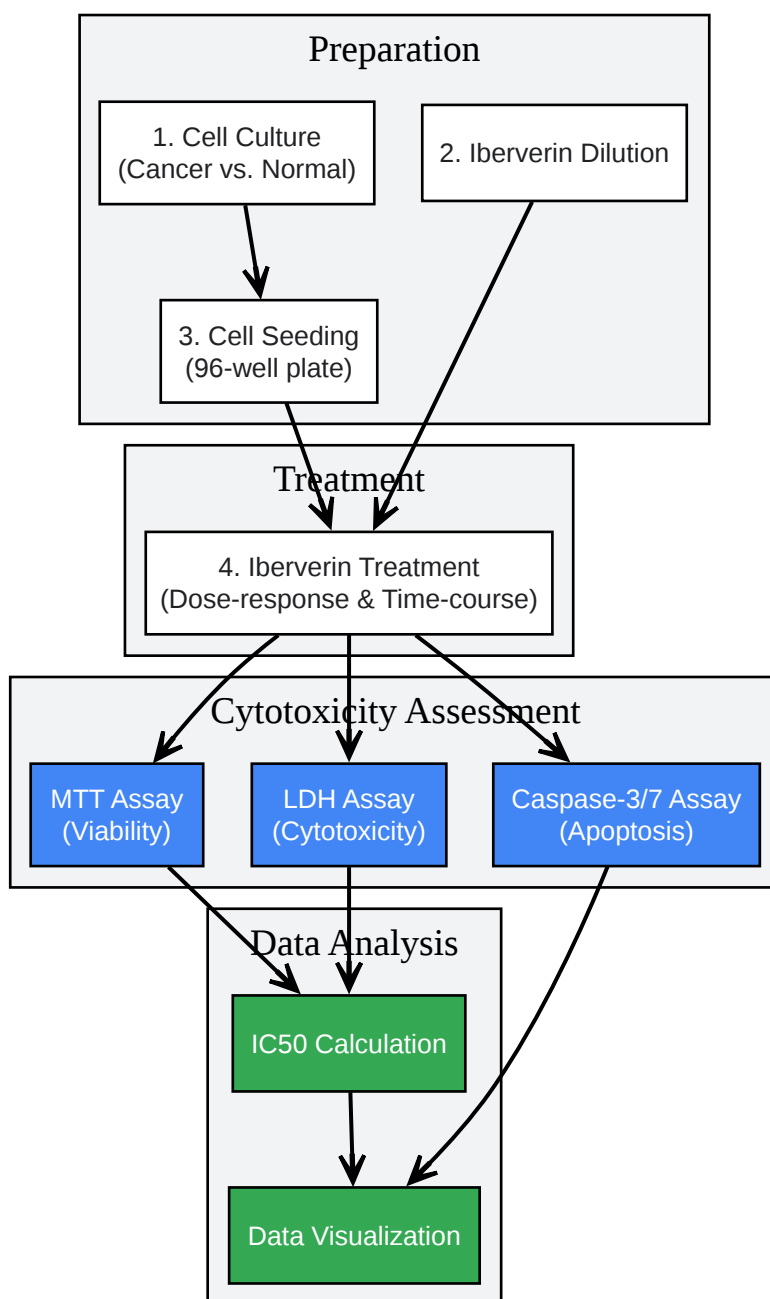 Preparation
1. Cell Culture
(Cancer vs. Normal)
2. Iberverin Dilution
3. Cell Seeding
(96-well plate)
Treatment
4. Iberverin Treatment
(Dose-response & Time-course)
Cytotoxicity Assessment
MTT Assay
(Viability)
LDH Assay
(Cytotoxicity)
Caspase-3/7 Assay
(Apoptosis)
Data Analysis
IC50 Calculation
Data Visualization